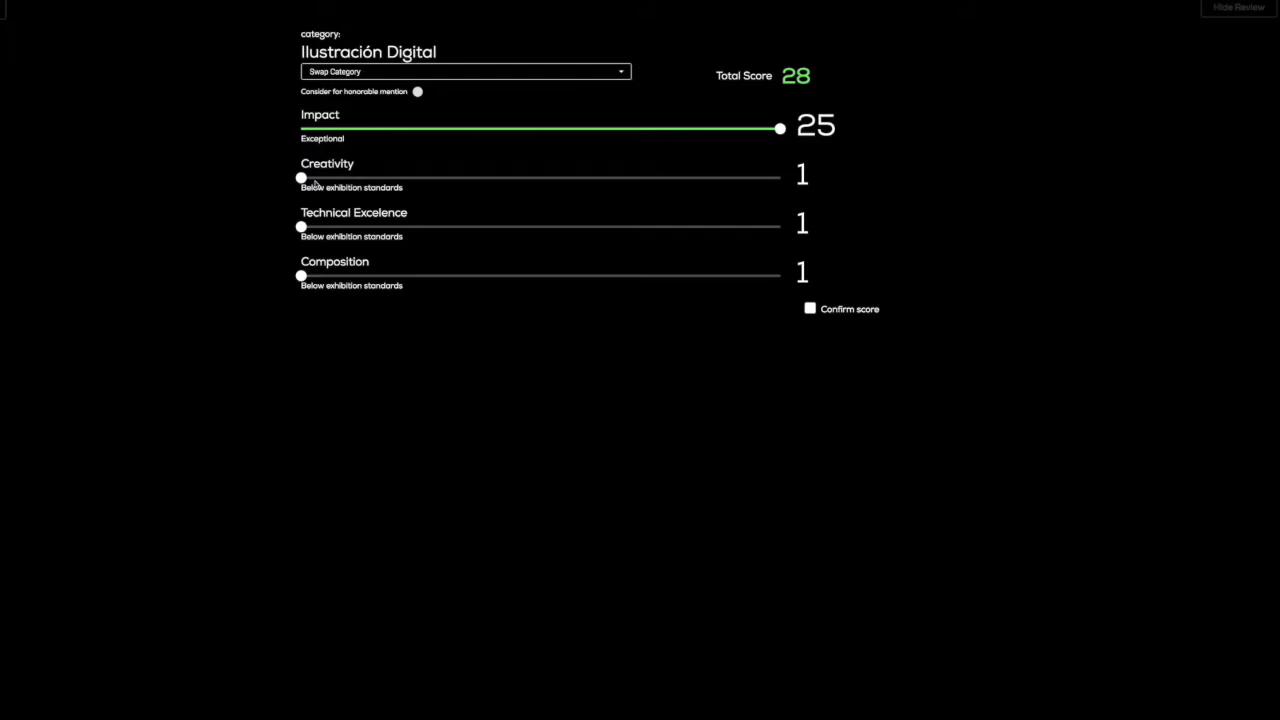 Hide Review
category:
Ilustración Digital
Swap Category
Total Score 28
Consider for honorable mention
Impact
25
Exceptional
Creativity
1
Below exhibition standards
Technical Excelence
1
Below exhibition standards
Composition
1
Below exhibition standards
Confirm score